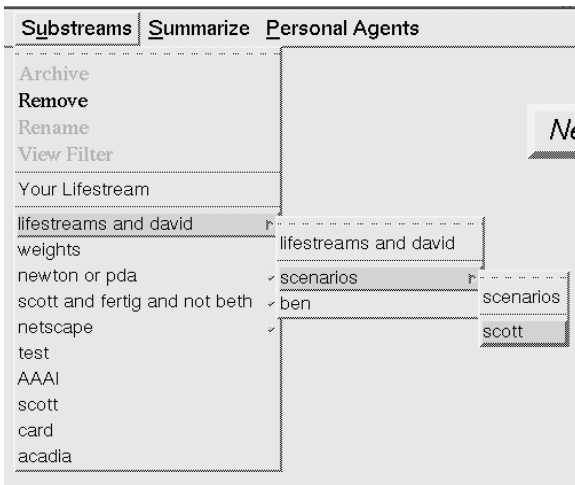 Substreams Summarize Personal Agents
Archive
Remove
Rename
View Filter
Your Lifestream
lifestreams and david
weights
newton or pda
scott and fertig and not beth
netscape
test
AAAI
scott
card
acadia
lifestreams and david
scenarios
ben
scenarios
scott